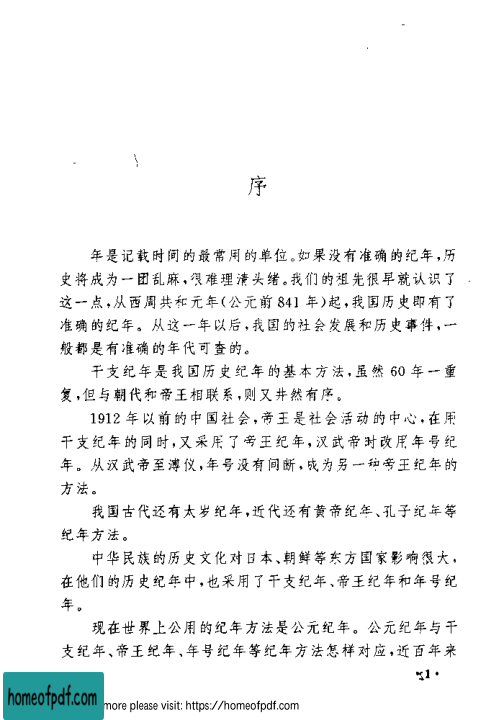 序
年是记载时间的最常用的单位。如果没有准确的纪年,历
史将成为一团乱麻,很难理清头绪。我们的祖先很早就认识了
这一点,从西周共和元年(公元前841年)起,我国历史即有了
准确的纪年。从这一年以后,我国的社会发展和历史事件,一
般都是有准确的年代可查的。
干支纪年是我国历史纪年的基本方法,虽然60年一重
复,但与朝代和帝王相联系,则又井然有序。
1912年以前的中国社会,帝王是社会活动的中心,在用
干支纪年的同时,又采用了帝王纪年,汉武帝时改用年号纪
年。从汉武帝至溥仪,年号没有间断,成为另一种帝王纪年的
方法。
我国古代还有太岁纪年,近代还有黄帝纪年、孔子纪年等
纪年方法。
中华民族的历史文化对日本、朝鲜等东方国家影响很大,
在他们的历史纪年中,也采用了干支纪年、帝王纪年和年号纪
年。
现在世界上公用的纪年方法是公元纪年。公元纪年与干
支纪年、帝王纪年、年号纪年等纪年方法怎样对应,近百年来
1·
homeofpdf.com
more please visit: https://homeofpdf.com